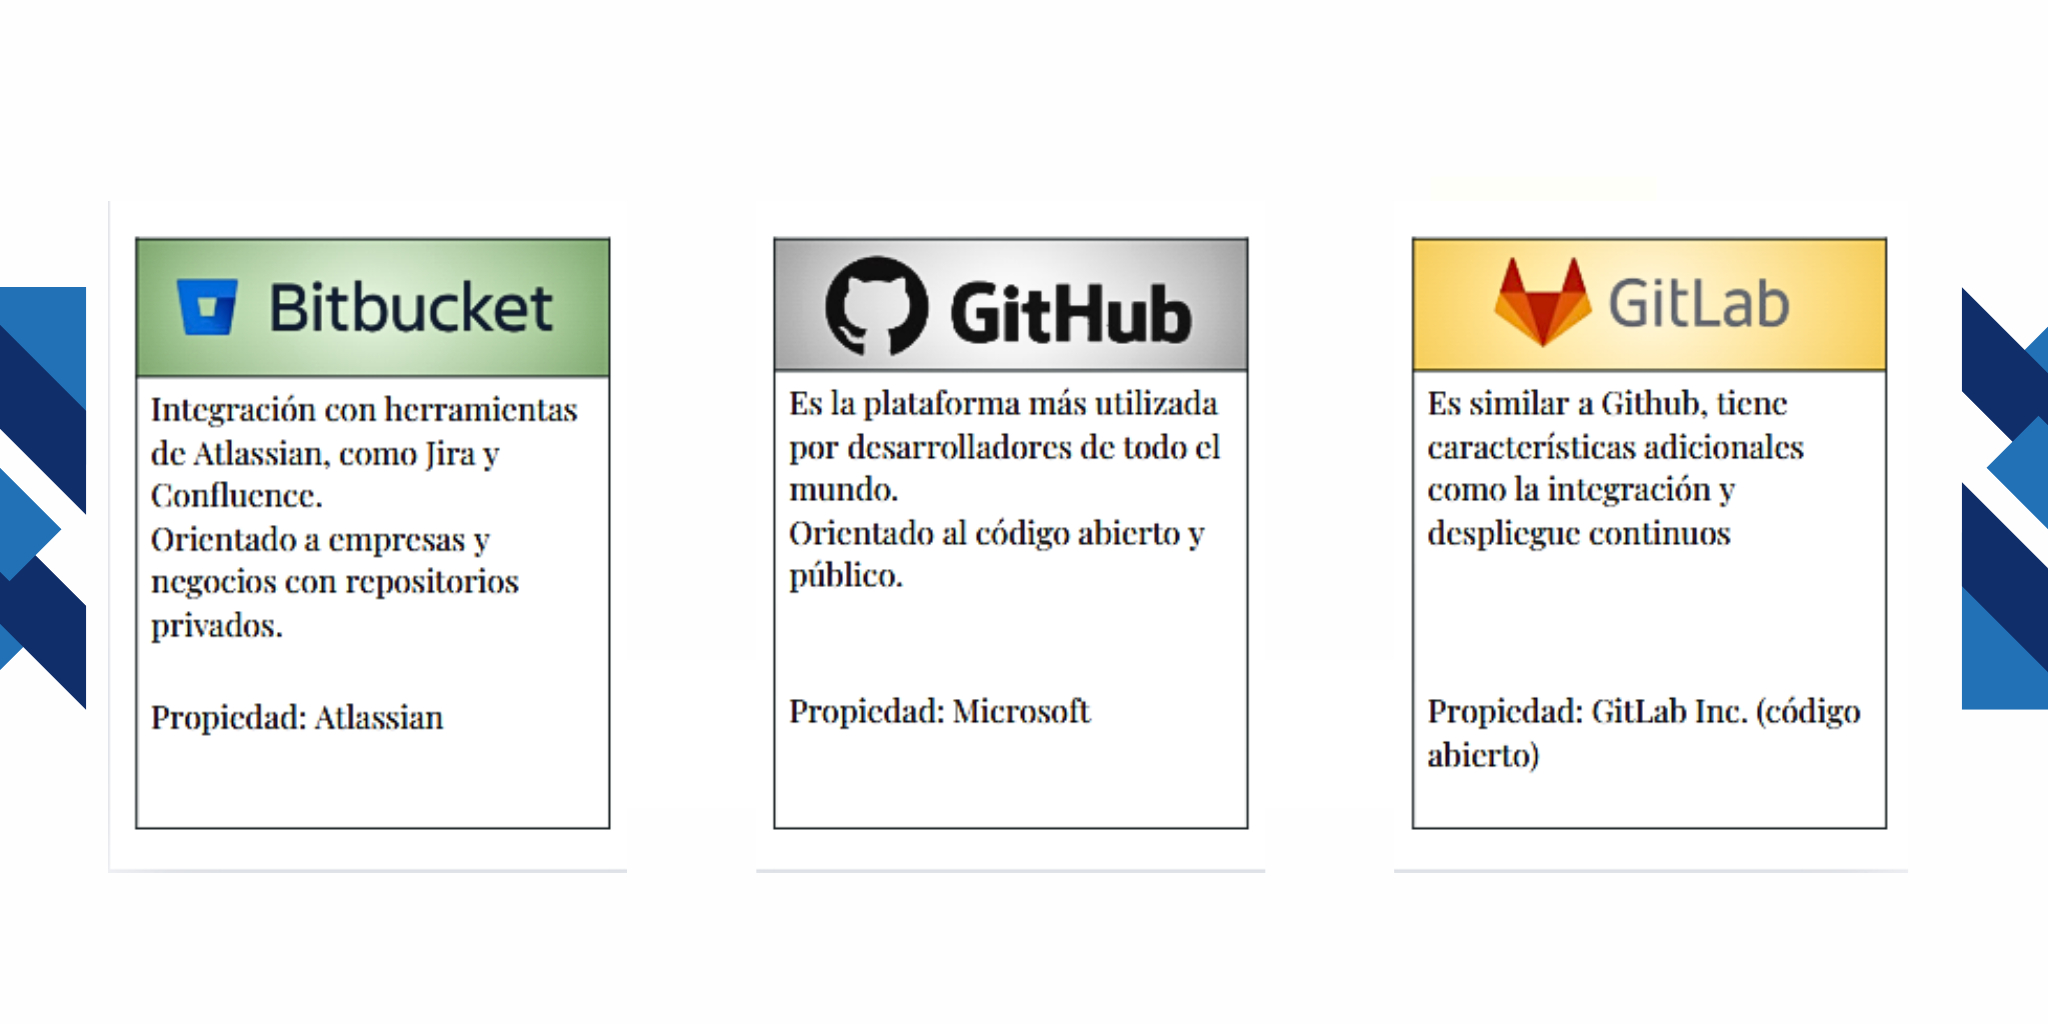 Bitbucket
Integración con herramientas
de Atlassian, como Jira y
Confluence.
Orientado a empresas y
negocios con repositorios
privados.
Propiedad: Atlassian
GitHub
Es la plataforma más utilizada
por desarrolladores de todo el
mundo.
Orientado al código abierto y
público.
Propiedad: Microsoft
GitLab
Es similar a Github, tiene
características adicionales
como la integración y
despliegue continuos
Propiedad: GitLab Inc. (código
abierto)